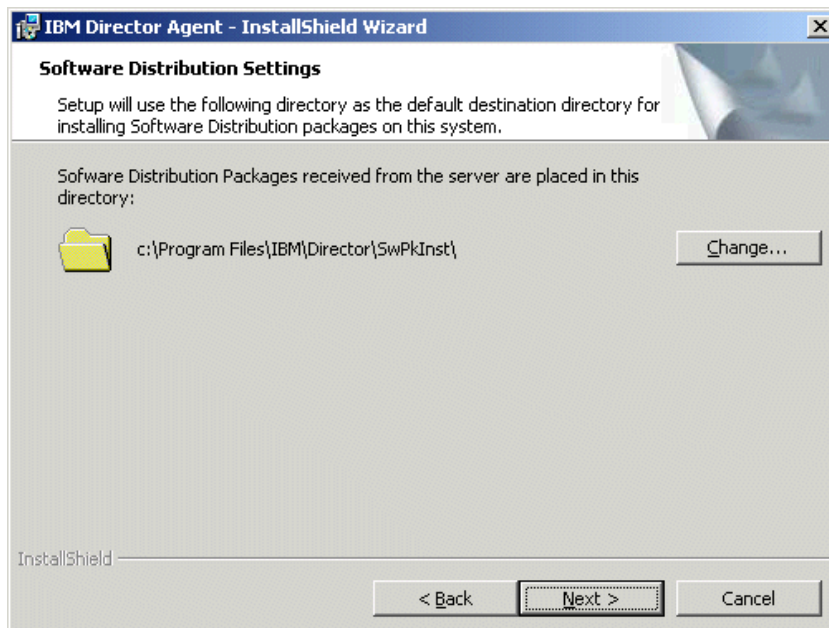 IBM Director Agent - InstallShield Wizard
Software Distribution Settings
Setup will use the following directory as the default destination directory for
installing Software Distribution packages on this system.
Sofware Distribution Packages received from the server are placed in this
directory:
c:\Program Files\IBM\Director\SwPkInst\
Change...
InstallShield
< Back
Next >
Cancel